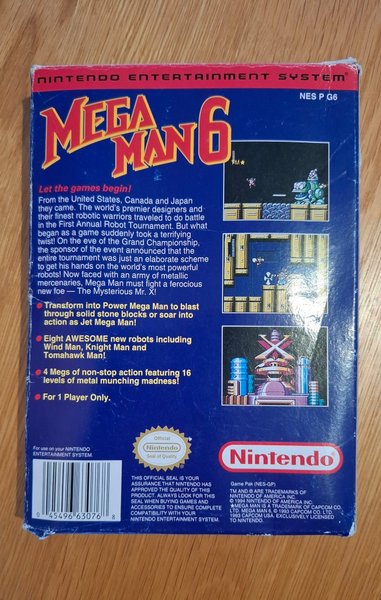 NINTENDO ENTERTAINMENT SYSTEM®
NES P G6
MEGA
MAN 6
Let the games begin!
From the United States, Canada and Japan
they came. The world's premier designers and
their finest robotic warriors traveled to do battle
in the First Annual Robot Tournament. But what
began as a game suddenly took a terrifying
twist! On the eve of the Grand Championship,
the sponsor of the event announced that the
entire tournament was just an elaborate scheme
to get his hands on the world's most powerful
robots! Now faced with an army of metallic
mercenaries, Mega Man must fight a ferocious
new foe — The Mysterious Mr. X!
Transform into Power Mega Man to blast
through solid stone blocks or soar into
action as Jet Mega Man!
Eight AWESOME new robots including
Wind Man, Knight Man and
Tomahawk Man!
4 Megs of non-stop action featuring 16
levels of metal munching madness!
For 1 Player Only.
For use on your NINTENDO
ENTERTAINMENT SYSTEM
0 45496 63076 8
Official
Nintendo
Seal of Quality
THIS OFFICIAL SEAL IS YOUR
ASSURANCE THAT NINTENDO HAS
APPROVED THE QUALITY OF THIS
PRODUCT. ALWAYS LOOK FOR THIS
SEAL WHEN BUYING GAMES AND
ACCESSORIES TO ENSURE COMPLETE
COMPATIBILITY WITH YOUR
NINTENDO ENTERTAINMENT SYSTEM.
Nintendo
Game Pak (NES-GP)
TM AND ® ARE TRADEMARKS OF
NINTENDO OF AMERICA INC.
© 1994 NINTENDO OF AMERICA INC.
®MEGA MAN IS A TRADEMARK OF CAPCOM CO.
LTD. MEGA MAN 6, © 1993 CAPCOM CO. LTD.
1993 CAPCOM USA. EXCLUSIVELY LICENSED
TO NINTENDO.